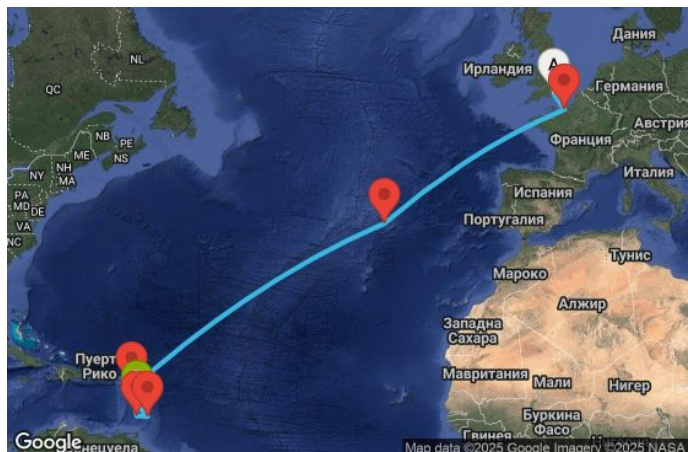 NL
QC
NB
PE
ME
NS
NH
NY
MA
PA
MD
DE
VA
NC
Дания
Ирландия
A
Германия
Австрия
Франция
Италия
Испания
Португалия
Тунис
Мароко
Алжир
Западна
Сахара
Мавритания
Мали
Нигер
Буркина
Фасо
Гвинея
Пуерт
Рико
Google
Map data ©2025 Google Imagery ©2025 NASA